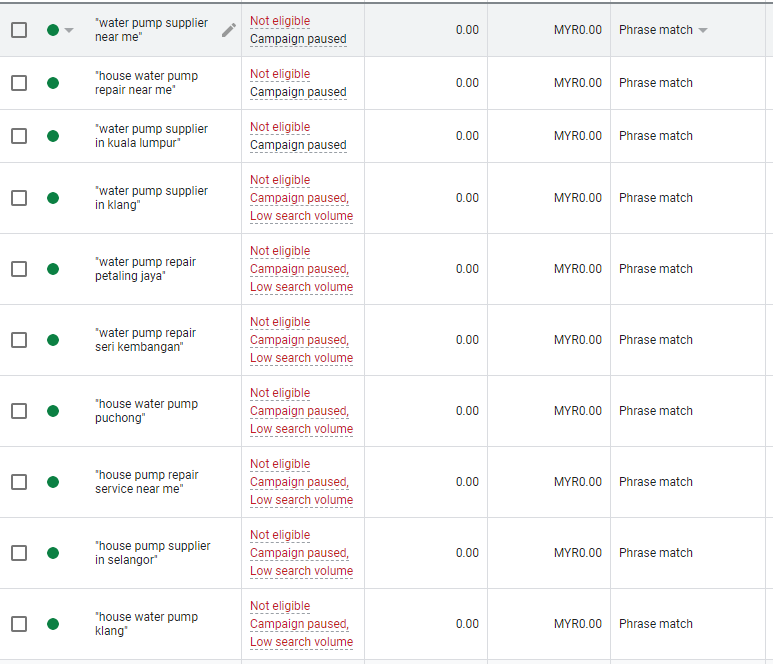 "water pump supplier
near me"
Not eligible
Campaign paused
0.00
MYR0.00
Phrase match
"house water pump
repair near me"
Not eligible
Campaign paused
0.00
MYR0.00
Phrase match
"water pump supplier
in kuala lumpur"
Not eligible
Campaign paused
0.00
MYR0.00
Phrase match
"water pump supplier
in klang"
Not eligible
Campaign paused,
Low search volume
0.00
MYR0.00
Phrase match
"water pump repair
petaling jaya"
Not eligible
Campaign paused,
Low search volume
0.00
MYR0.00
Phrase match
"water pump repair
seri kembangan"
Not eligible
Campaign paused,
Low search volume
0.00
MYR0.00
Phrase match
"house water pump
puchong"
Not eligible
Campaign paused,
Low search volume
0.00
MYR0.00
Phrase match
"house pump repair
service near me"
Not eligible
Campaign paused,
Low search volume
0.00
MYR0.00
Phrase match
"house pump supplier
in selangor"
Not eligible
Campaign paused,
Low search volume
0.00
MYR0.00
Phrase match
"house water pump
klang"
Not eligible
Campaign paused,
Low search volume
0.00
MYR0.00
Phrase match